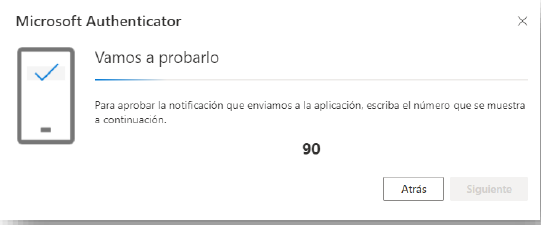 Microsoft Authenticator
Vamos a probarlo
Para aprobar la notificación que enviamos a la aplicación, escriba el número que se muestra
a continuación.
90
Atrás
Siguiente